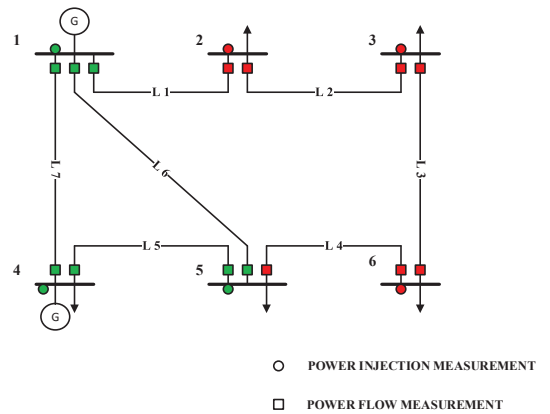 G
1
2
3
L 1
L 2
L 7
L 6
L 3
L 5
L 4
4
5
6
G
POWER INJECTION MEASUREMENT
POWER FLOW MEASUREMENT